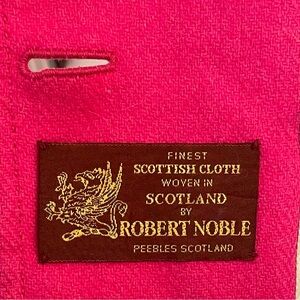 FINEST
SCOTTISH CLOTH
WOVEN IN
SCOTLAND
BY
ROBERT NOBLE
PEEBLES SCOTLAND